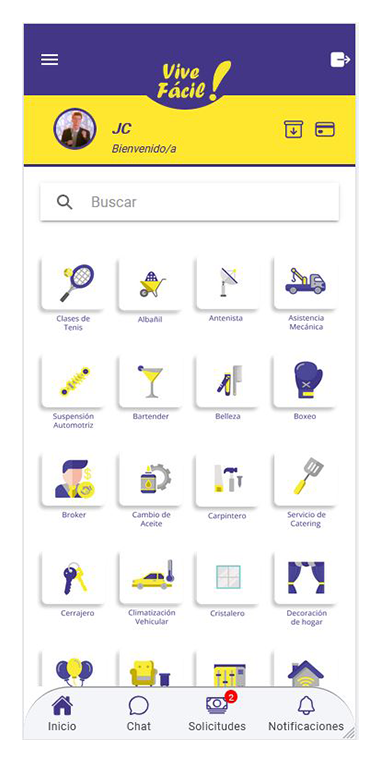 Vive
Fácil!
JC
Bienvenido/a
Buscar
Clases de
Tenis
Albañil
Antenista
Asistencia
Mecánica
Suspensión
Automotriz
Bartender
Belleza
Boxeo
Broker
Cambio de
Aceite
Carpintero
Servicio de
Catering
Cerrajero
Climatización
Vehicular
Cristalero
Decoración
de hogar
2
Inicio
Chat
Solicitudes
Notificaciones